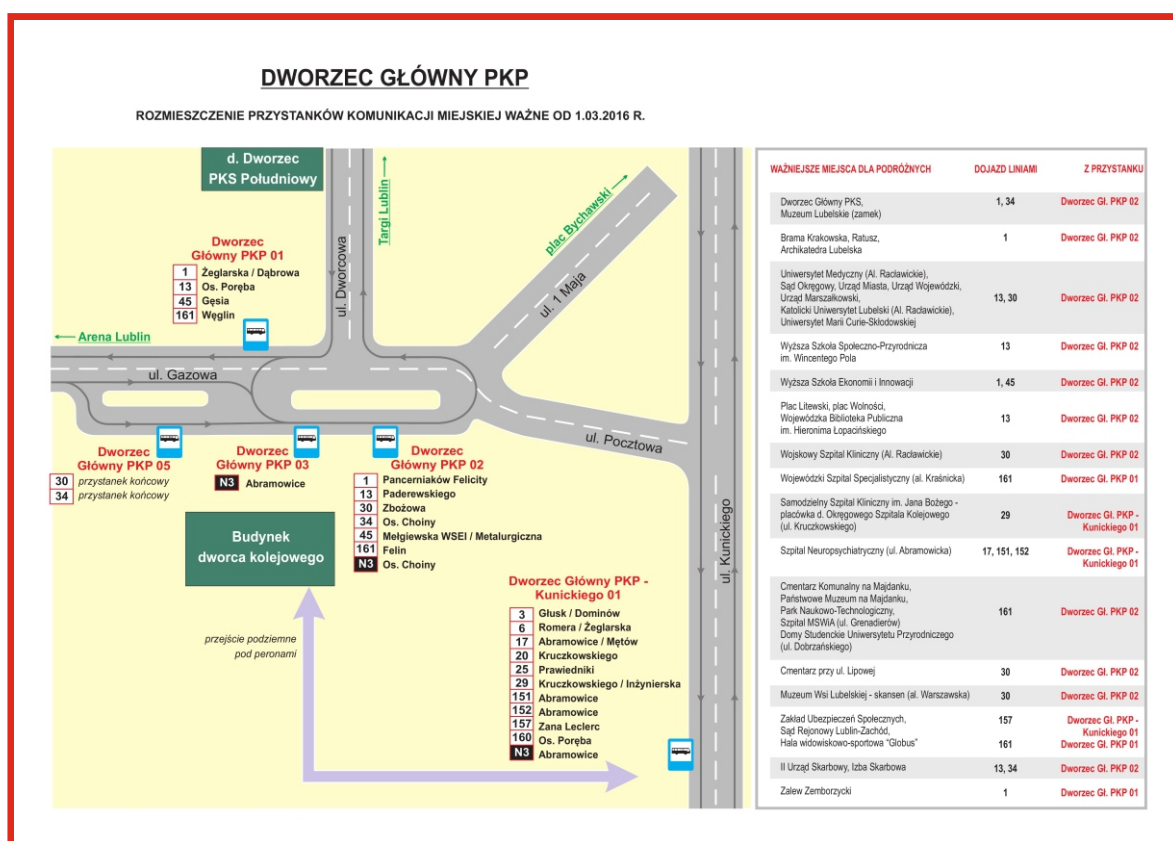 DWORZEC GŁÓWNY PKP
ROZMIESZCZENIE PRZYSTANKÓW KOMUNIKACJI MIEJSKIEJ WAŻNE OD 1.03.2016 R.
d. Dworzec
PKS Południowy
Targi Lublin
plac Bychawski
ul. Dworcowa
ul. 1 Maja
Dworzec
Główny PKP 01
1 Żeglarska / Dąbrowa
13 Os. Poręba
45 Gęsia
161 Węglin
Arena Lublin
ul. Gazowa
ul. Pocztowa
ul. Kunickiego
Dworzec
Główny PKP 05
30 przystanek końcowy
34 przystanek końcowy
Dworzec
Główny PKP 03
N3 Abramowice
Dworzec
Główny PKP 02
1 Pancerniaków Felicity
13 Paderewskiego
30 Zbożowa
34 Os. Choiny
45 Mełgiewska WSEI / Metalurgiczna
161 Felin
N3 Os. Choiny
Budynek
dworca kolejowego
przejście podziemne
pod peronami
Dworzec Główny PKP -
Kunickiego 01
3 Głusk / Dominów
6 Romera / Żeglarska
17 Abramowice / Mętów
20 Kruczkowskiego
25 Prawiedniki
29 Kruczkowskiego / Inżynierska
151 Abramowice
152 Abramowice
157 Zana Leclerc
160 Os. Poręba
N3 Abramowice
WAŻNIEJSZE MIEJSCA DLA PODRÓŻNYCH DOJAZD LINIAMI Z PRZYSTANKU
Dworzec Główny PKS, 1, 34 Dworzec Gł. PKP 02
Muzeum Lubelskie (zamek)
Brama Krakowska, Ratusz, 1 Dworzec Gł. PKP 02
Archikatedra Lubelska
Uniwersytet Medyczny (Al. Racławickie),
Sąd Okręgowy, Urząd Miasta, Urząd Wojewódzki,
Urząd Marszałkowski, 13, 30 Dworzec Gł. PKP 02
Katolicki Uniwersytet Lubelski (Al. Racławickie),
Uniwersytet Marii Curie-Skłodowskiej
Wyższa Szkoła Społeczno-Przyrodnicza 13 Dworzec Gł. PKP 02
im. Wincentego Pola
Wyższa Szkoła Ekonomii i Innowacji 1, 45 Dworzec Gł. PKP 02
Plac Litewski, plac Wolności,
Wojewódzka Biblioteka Publiczna 13 Dworzec Gł. PKP 02
im. Hieronima Łopacińskiego
Wojskowy Szpital Kliniczny (Al. Racławickie) 30 Dworzec Gł. PKP 02
Wojewódzki Szpital Specjalistyczny (al. Kraśnicka) 161 Dworzec Gł. PKP 01
Samodzielny Szpital Kliniczny im. Jana Bożego -
placówka d. Okręgowego Szpitala Kolejowego 29 Dworzec Gł. PKP -
(ul. Kruczkowskiego) Kunickiego 01
Szpital Neuropsychiatryczny (ul. Abramowicka) 17, 151, 152 Dworzec Gł. PKP -
Kunickiego 01
Cmentarz Komunalny na Majdanku,
Państwowe Muzeum na Majdanku,
Park Naukowo-Technologiczny, 161 Dworzec Gł. PKP 02
Szpital MSWiA (ul. Grenadierów)
Domy Studenckie Uniwersytetu Przyrodniczego
(ul. Dobrzańskiego)
Cmentarz przy ul. Lipowej 30 Dworzec Gł. PKP 02
Muzeum Wsi Lubelskiej - skansen (al. Warszawska) 30 Dworzec Gł. PKP 02
Zakład Ubezpieczeń Społecznych, 157 Dworzec Gł. PKP -
Sąd Rejonowy Lublin-Zachód, Kunickiego 01
Hala widowiskowo-sportowa "Globus" 161 Dworzec Gł. PKP 01
II Urząd Skarbowy, Izba Skarbowa 13, 34 Dworzec Gł. PKP 02
Zalew Zemborzycki 1 Dworzec Gł. PKP 01